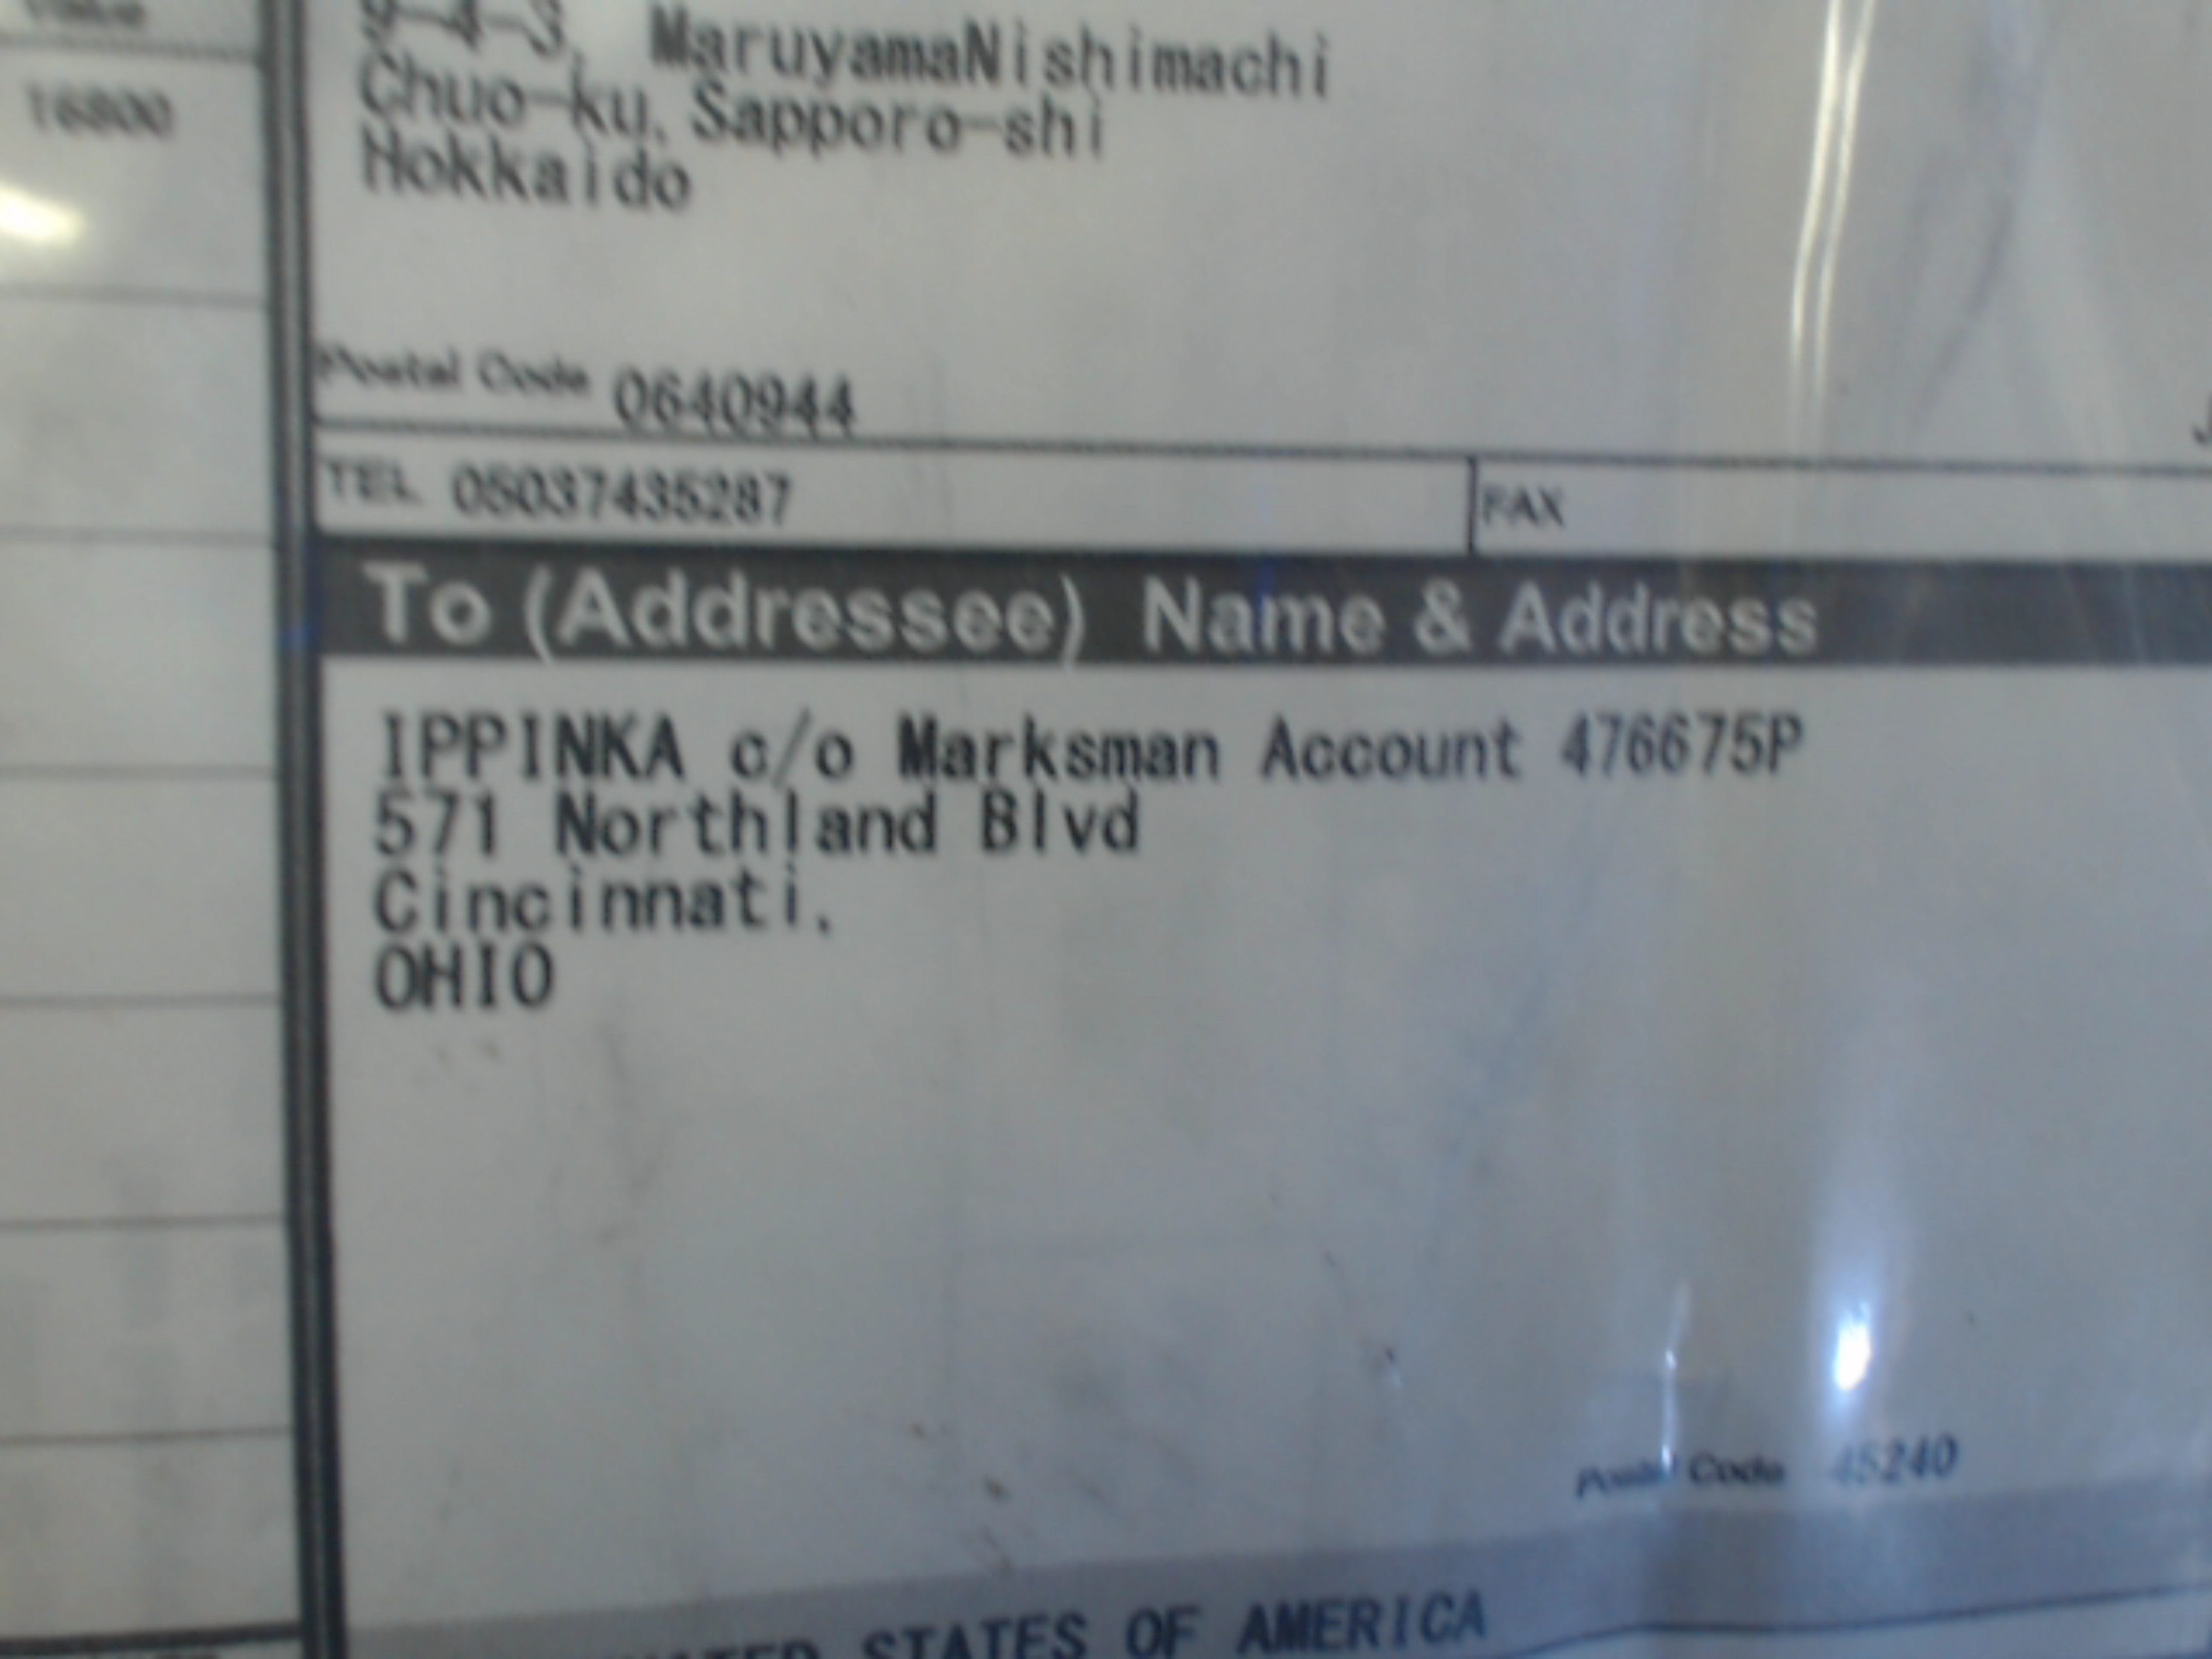 16800
9-4-3, MaruyamaNishimachi
Chuo-ku, Sapporo-shi
Hokkaido
Postal Code 0640944
TEL 05037435287
FAX
To (Addressee) Name & Address
IPPINKA c/o Marksman Account 476675P
571 Northland Blvd
Cincinnati,
OHIO
Postal Code 45240
STATES OF AMERICA